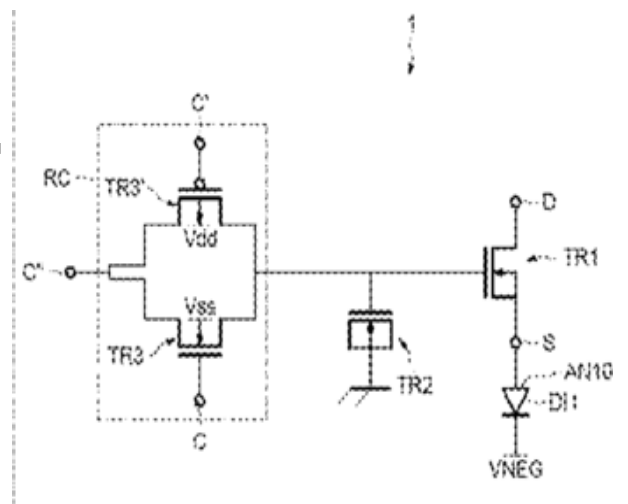 1
C'
RC
TR3'
D
Vdd
TR1
C"
Vss
TR3
S
TR2
AN10
DI1
C
VNEG